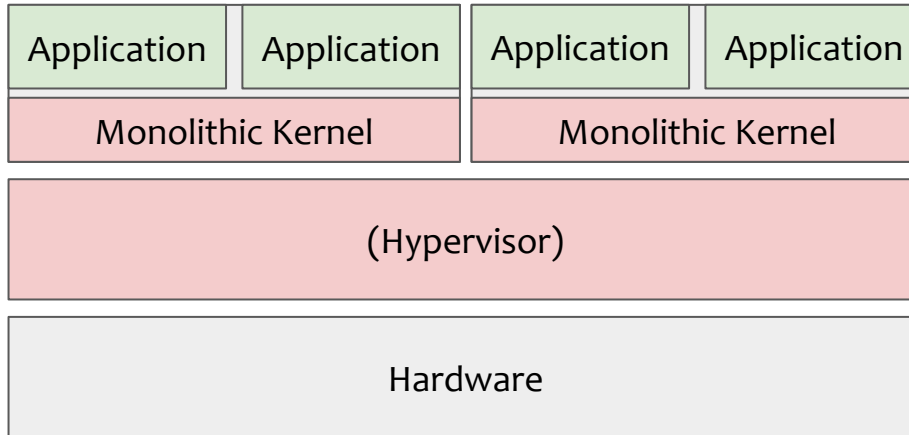 Application Application Application Application
Monolithic Kernel Monolithic Kernel
(Hypervisor)
Hardware